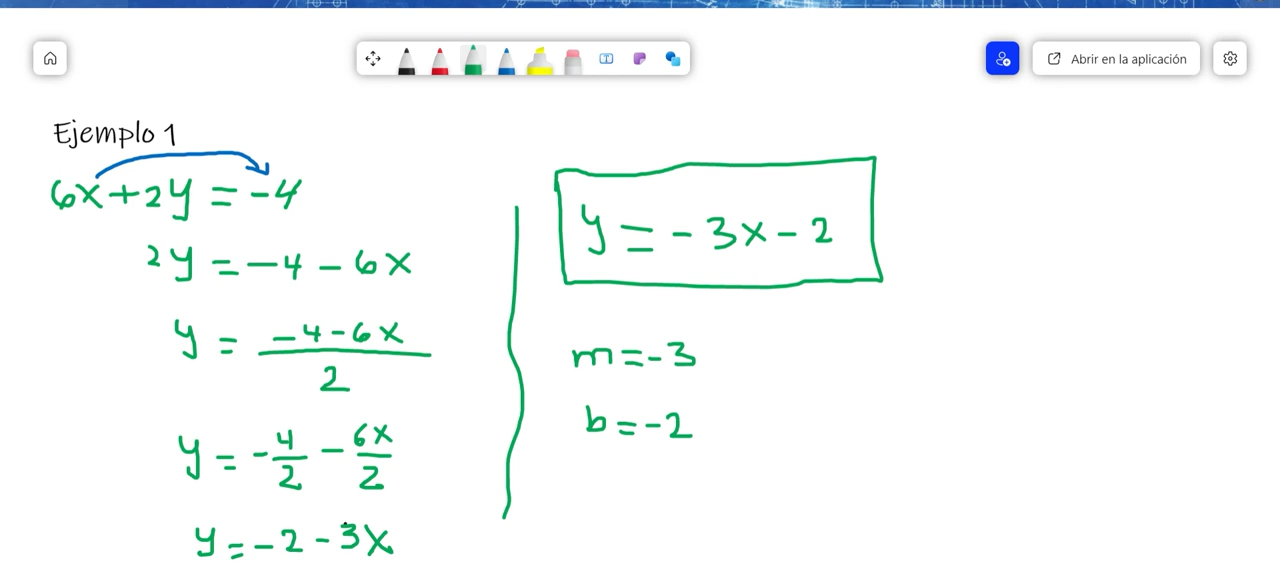 Abrir en la aplicación
Ejemplo 1
6x+2y = -4
2y = -4 - 6x
y = -4-6x
2
y = -4/2 - 6x/2
y = -2 - 3x
y = - 3x - 2
m = -3
b = -2